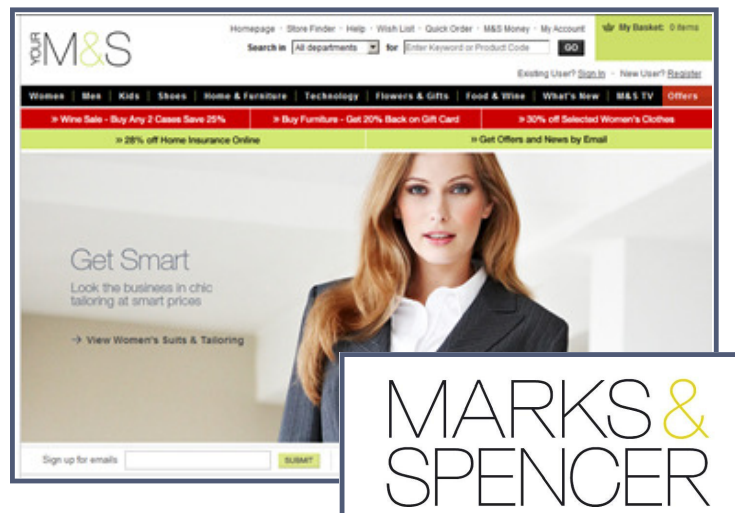 YOUR M&S
Homepage · Store Finder · Help · Wish List · Quick Order · M&S Money · My Account
My Basket: 0 items
Search in All departments for Enter Keyword or Product Code GO
Existing User? Sign In · New User? Register
Women | Men | Kids | Shoes | Home & Furniture | Technology | Flowers & Gifts | Food & Wine | What's New | M&S TV | Offers
» Wine Sale - Buy Any 2 Cases Save 25% » Buy Furniture - Get 20% Back on Gift Card » 30% off Selected Women's Clothes
» 28% off Home Insurance Online » Get Offers and News by Email
Get Smart
Look the business in chic
tailoring at smart prices
→ View Women's Suits & Tailoring
Sign up for emails SUBMIT
MARKS &
SPENCER